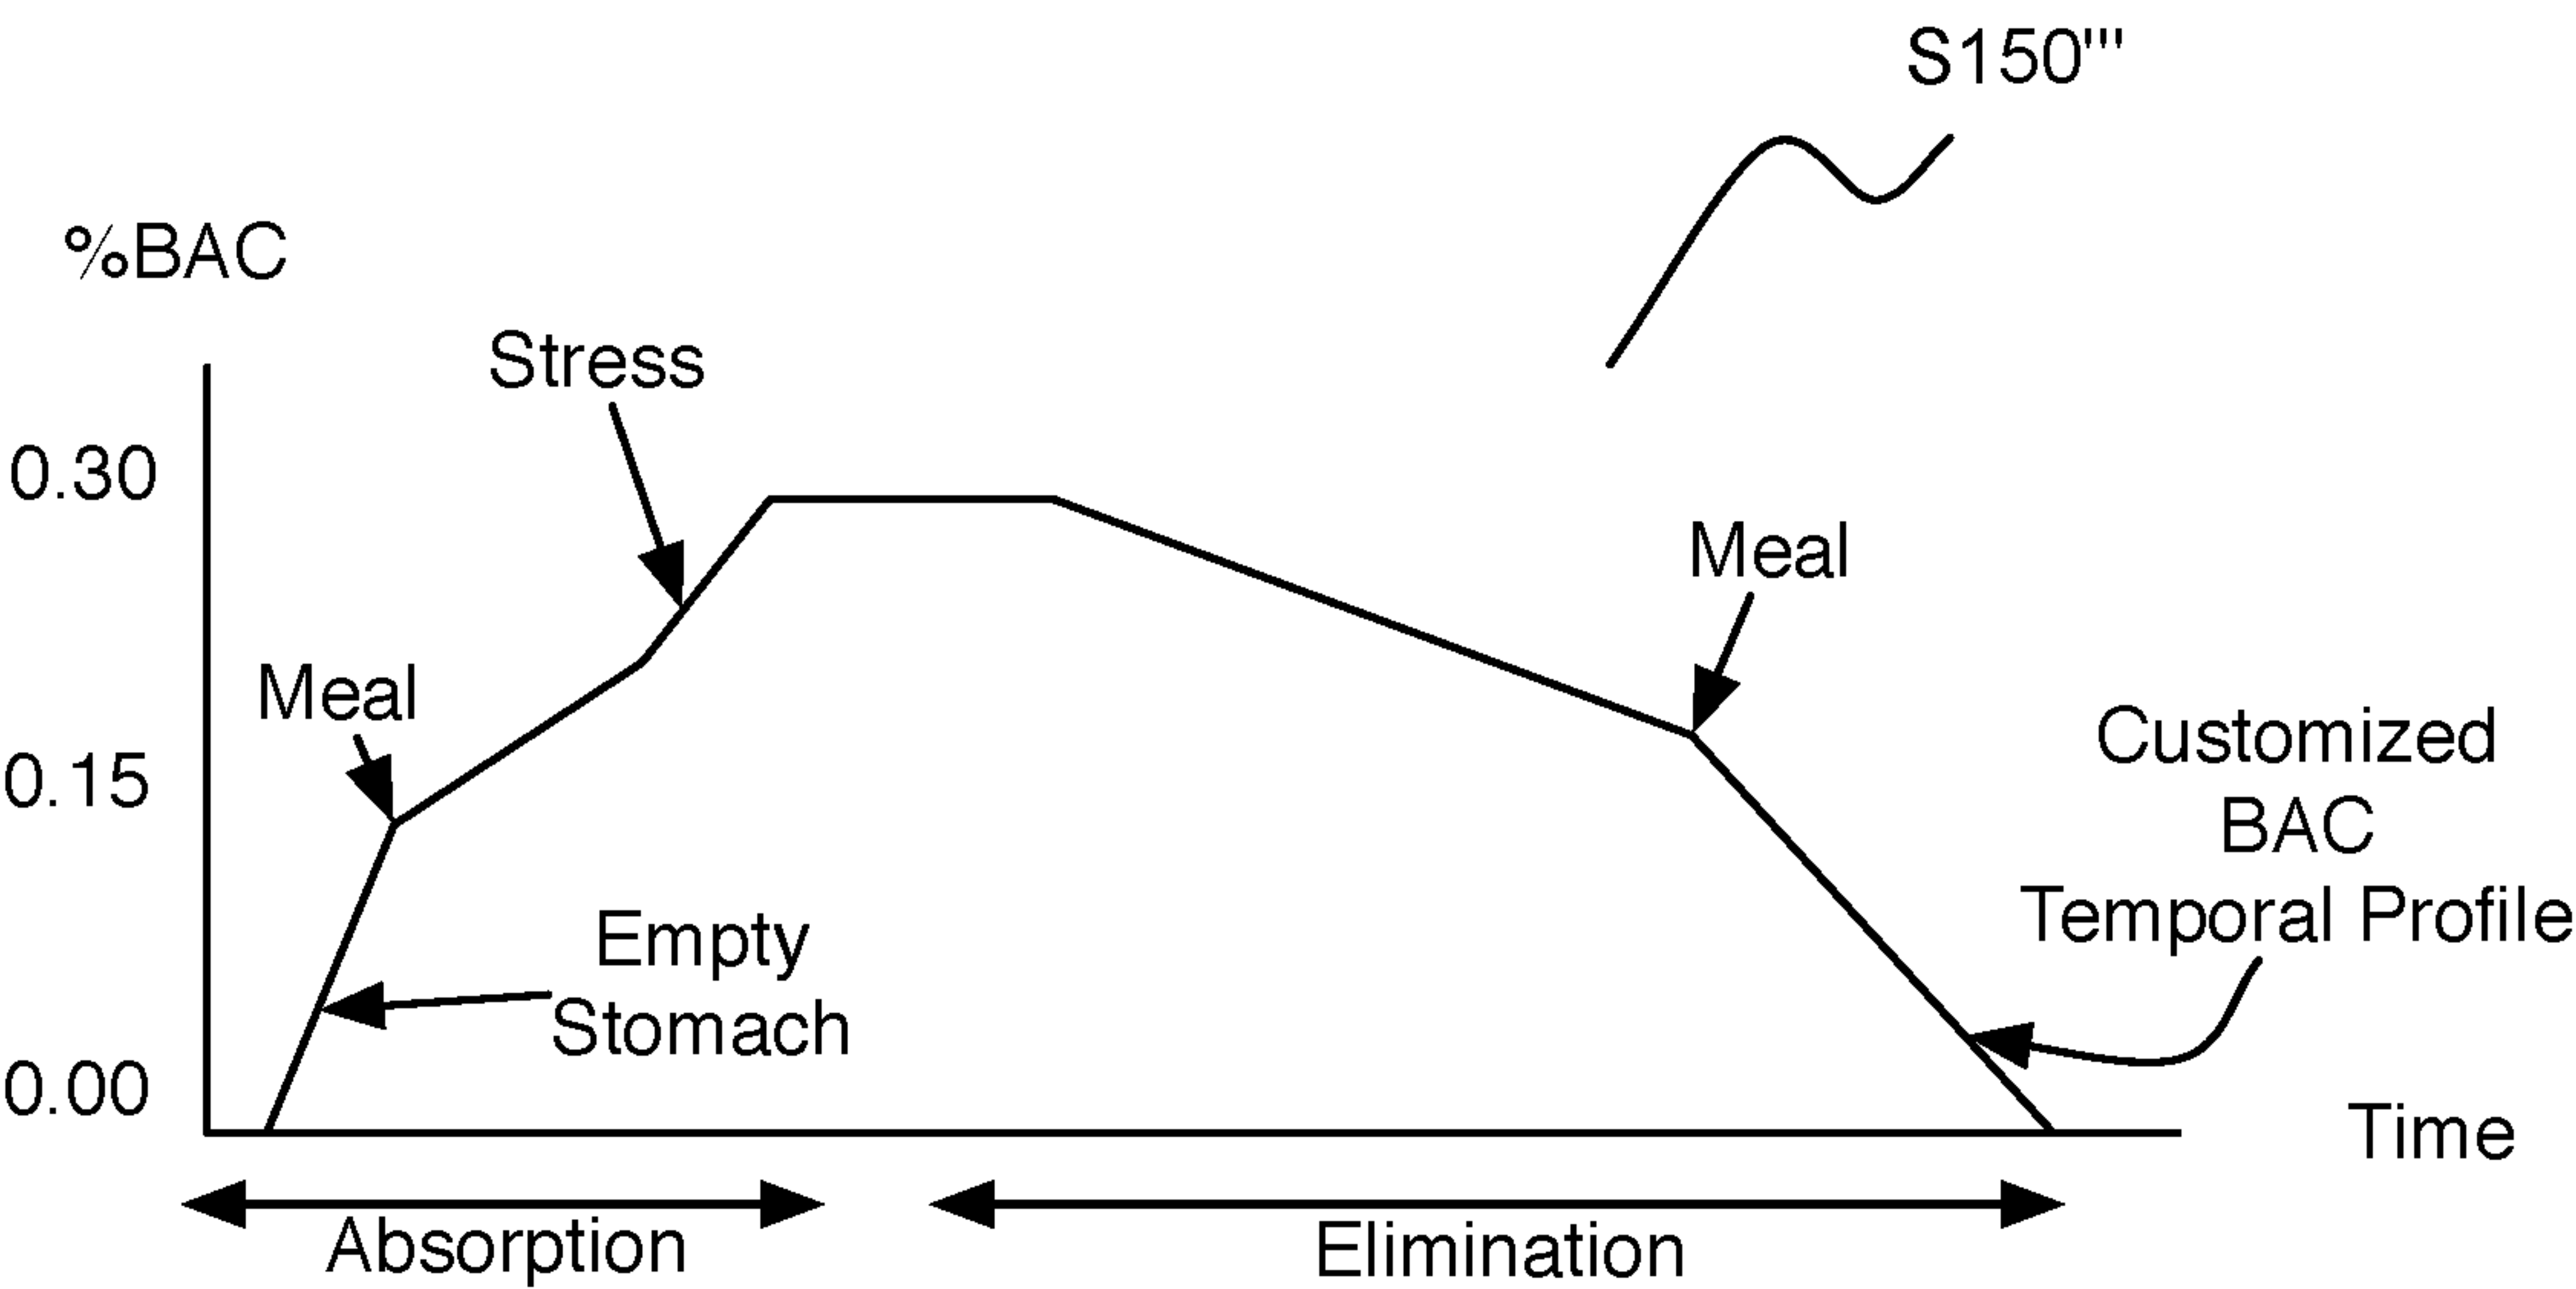 S150'''
%BAC
Stress
0.30
Meal
Meal
Customized
BAC
Temporal Profile
0.15
Empty
Stomach
0.00
Time
Absorption
Elimination